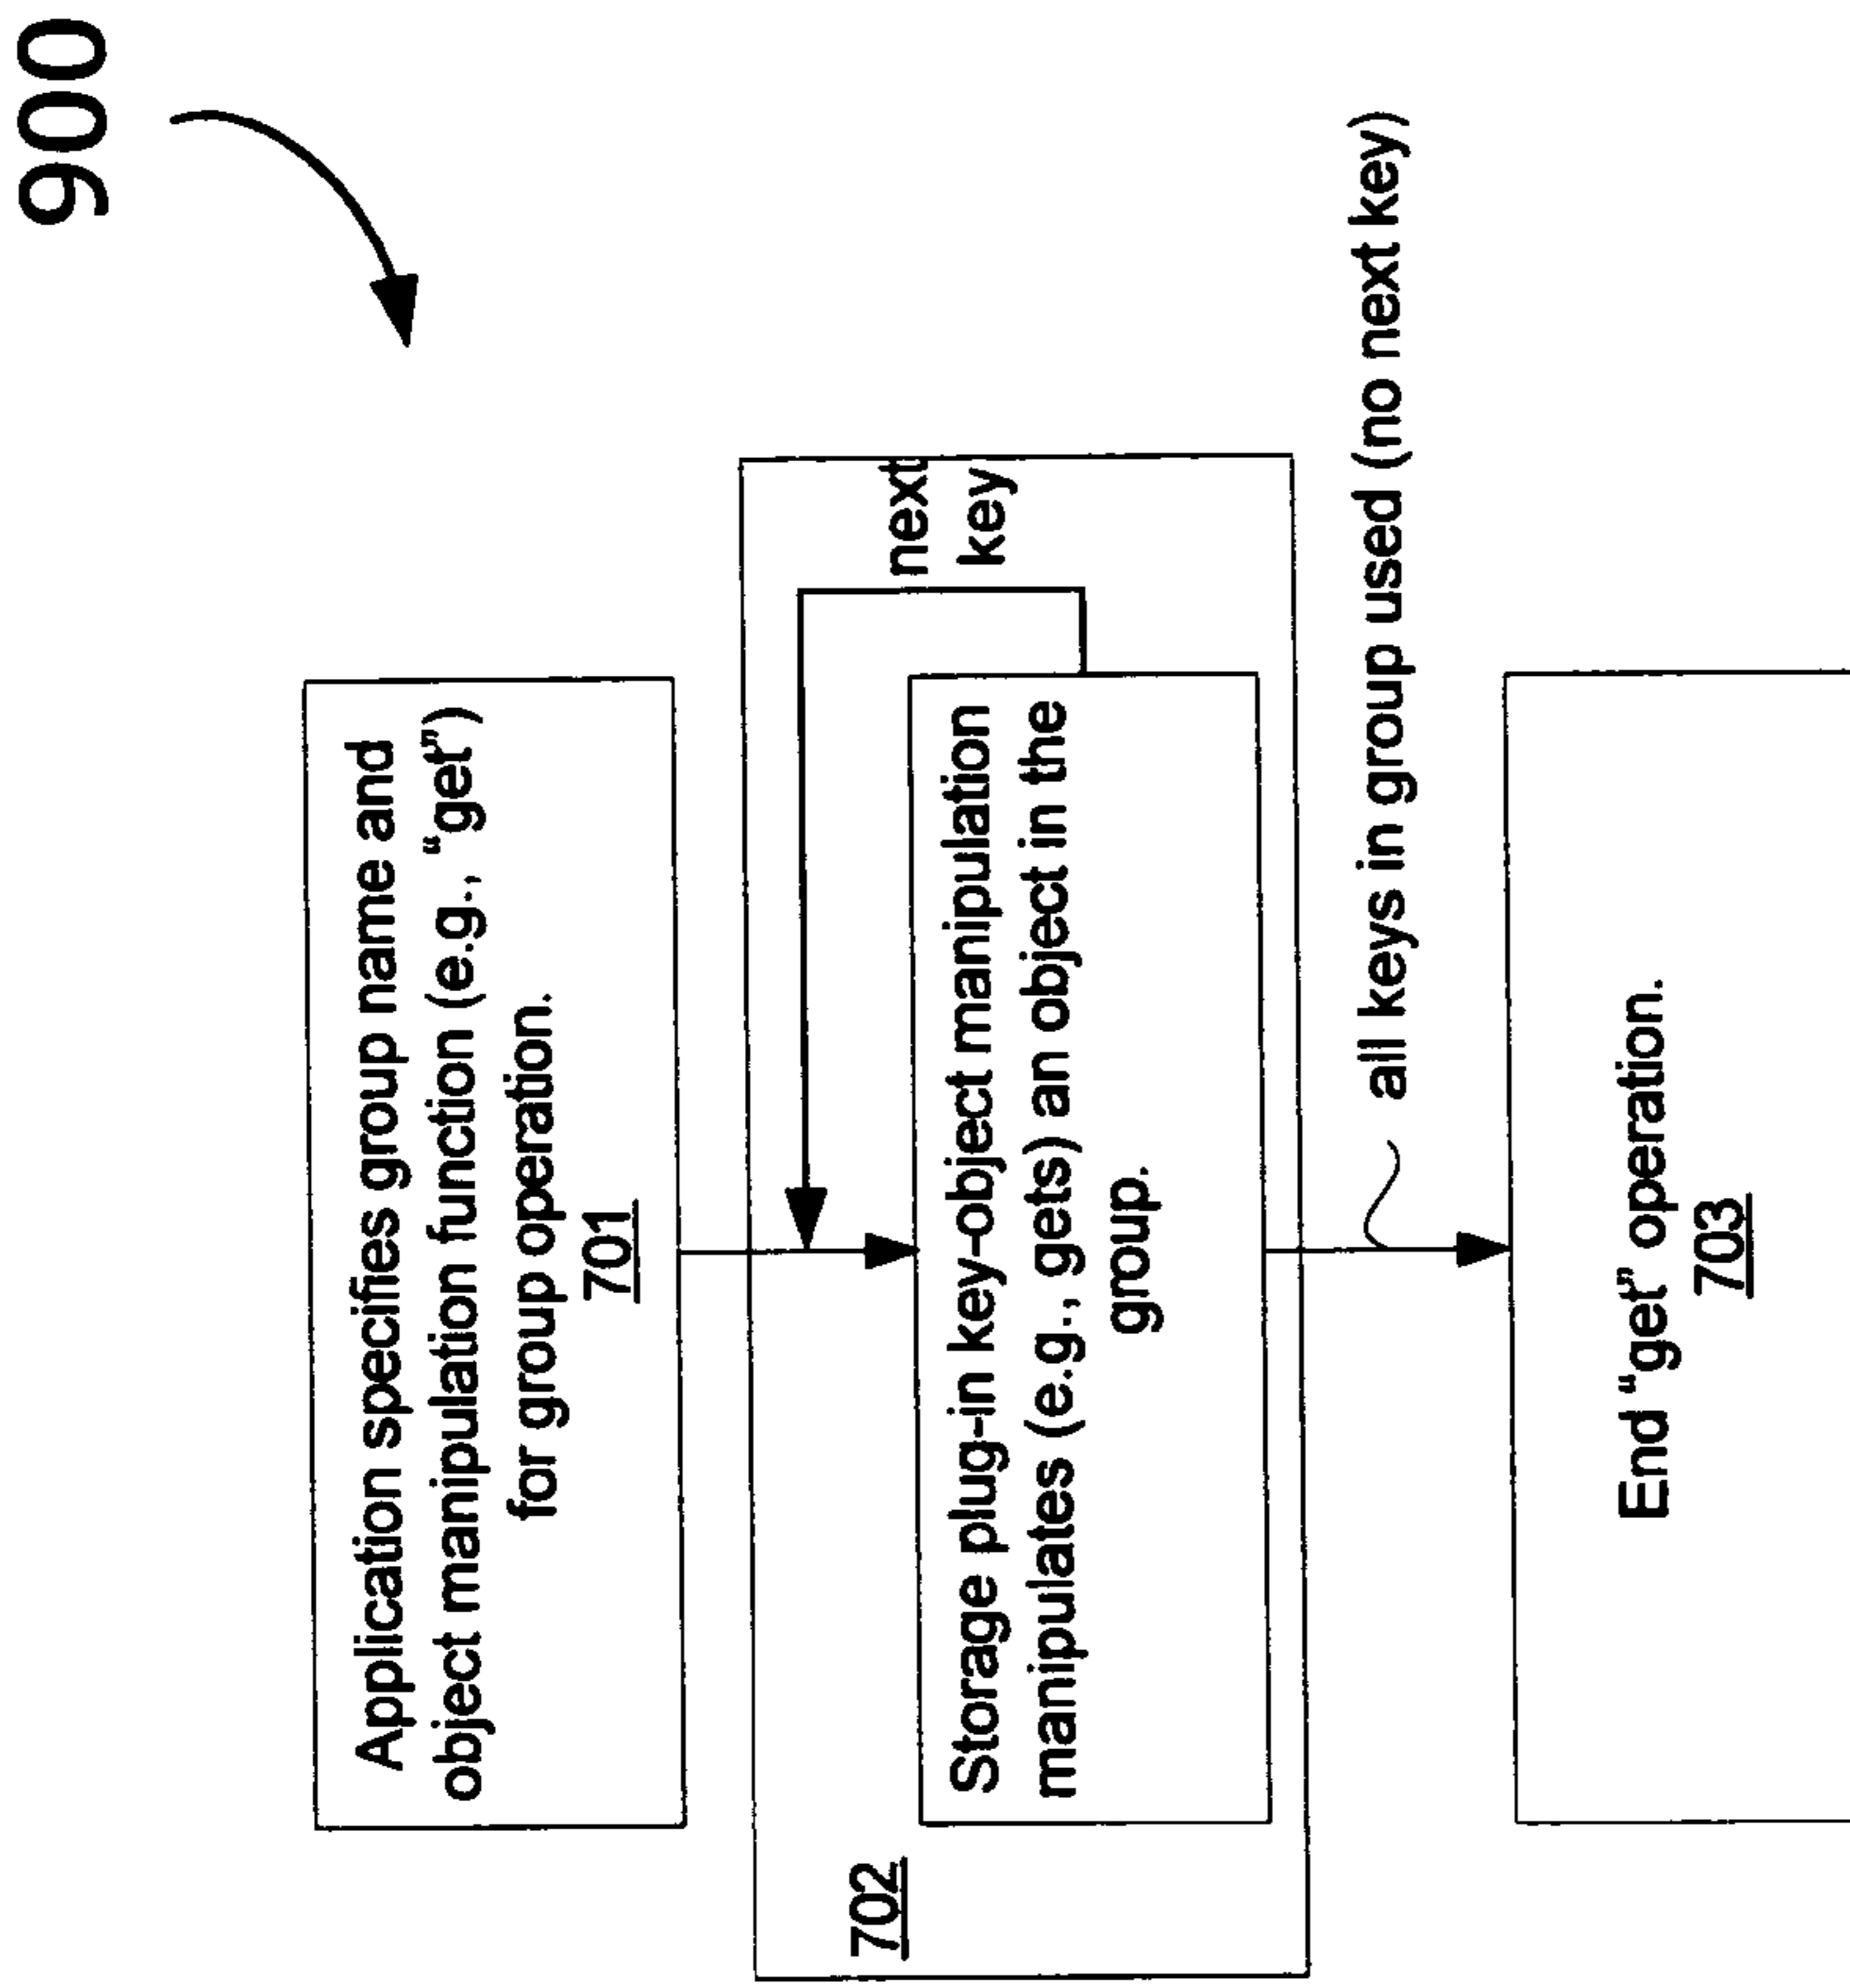 900
Application specifies group name and
object manipulation function (e.g., "get")
for group operation.
701
702
next
key
Storage plug-in key-object manipulation
manipulates (e.g., gets) an object in the
group.
all keys in group used (no next key)
End "get" operation.
703